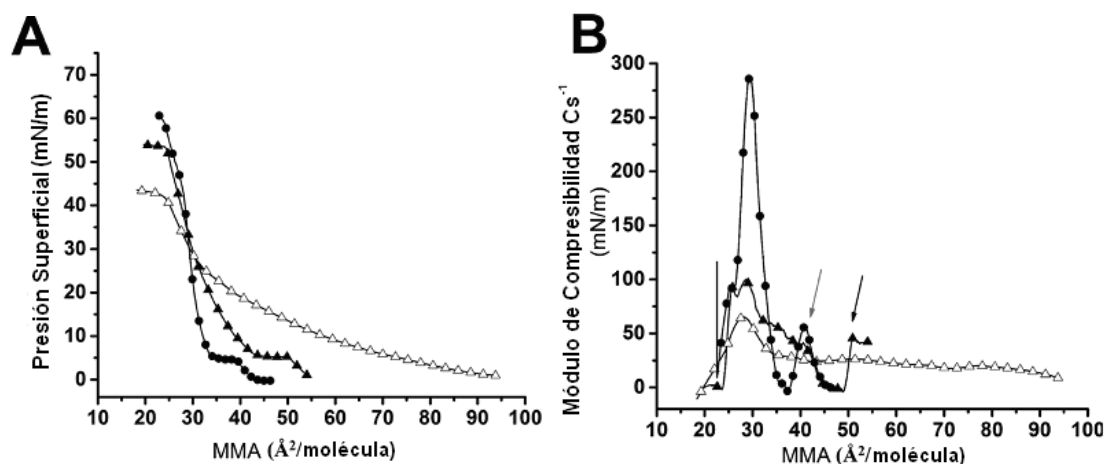 A
Presión Superficial (mN/m)
70
60
50
40
30
20
10
0
10 20 30 40 50 60 70 80 90 100
MMA (Å²/molécula)
B
Módulo de Compresibilidad Cs⁻¹
(mN/m)
300
250
200
150
100
50
0
10 20 30 40 50 60 70 80 90 100
MMA (Å²/molécula)